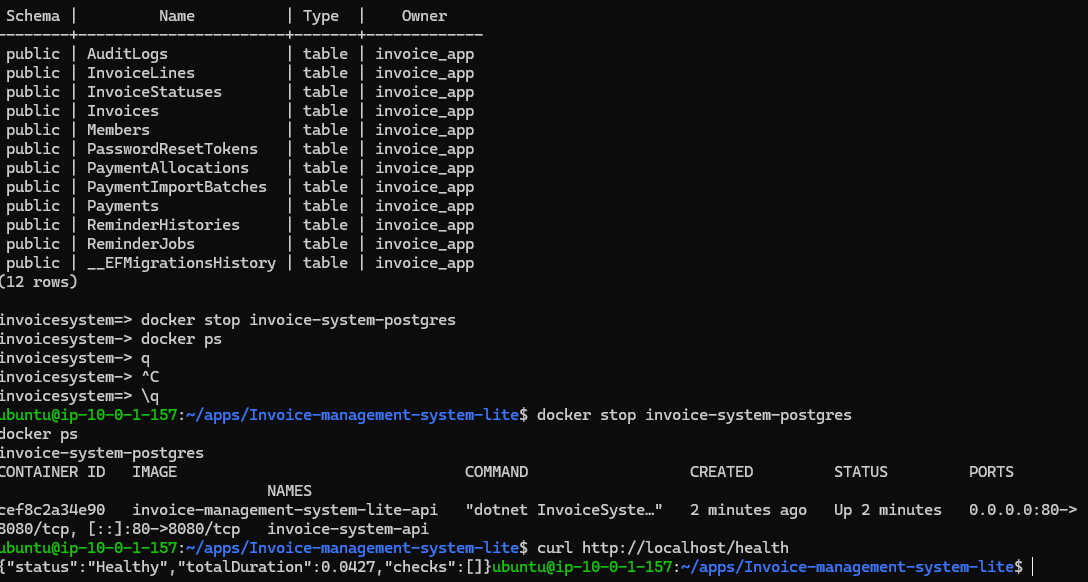 Schema |         Name          | Type  |    Owner
--------+-----------------------+-------+-------------
 public | AuditLogs             | table | invoice_app
 public | InvoiceLines          | table | invoice_app
 public | InvoiceStatuses       | table | invoice_app
 public | Invoices              | table | invoice_app
 public | Members               | table | invoice_app
 public | PasswordResetTokens   | table | invoice_app
 public | PaymentAllocations    | table | invoice_app
 public | PaymentImportBatches  | table | invoice_app
 public | Payments              | table | invoice_app
 public | ReminderHistories     | table | invoice_app
 public | ReminderJobs          | table | invoice_app
 public | __EFMigrationsHistory | table | invoice_app
(12 rows)

invoicesystem=> docker stop invoice-system-postgres
invoicesystem-> docker ps
invoicesystem-> q
invoicesystem-> ^C
invoicesystem=> \q
ubuntu@ip-10-0-1-157:~/apps/Invoice-management-system-lite$ docker stop invoice-system-postgres
docker ps
invoice-system-postgres
CONTAINER ID   IMAGE                                COMMAND                  CREATED         STATUS         PORTS
                              NAMES
cef8c2a34e90   invoice-management-system-lite-api   "dotnet InvoiceSyste…"   2 minutes ago   Up 2 minutes   0.0.0.0:80->
8080/tcp, [::]:80->8080/tcp   invoice-system-api
ubuntu@ip-10-0-1-157:~/apps/Invoice-management-system-lite$ curl http://localhost/health
{"status":"Healthy","totalDuration":0.0427,"checks":[]}ubuntu@ip-10-0-1-157:~/apps/Invoice-management-system-lite$